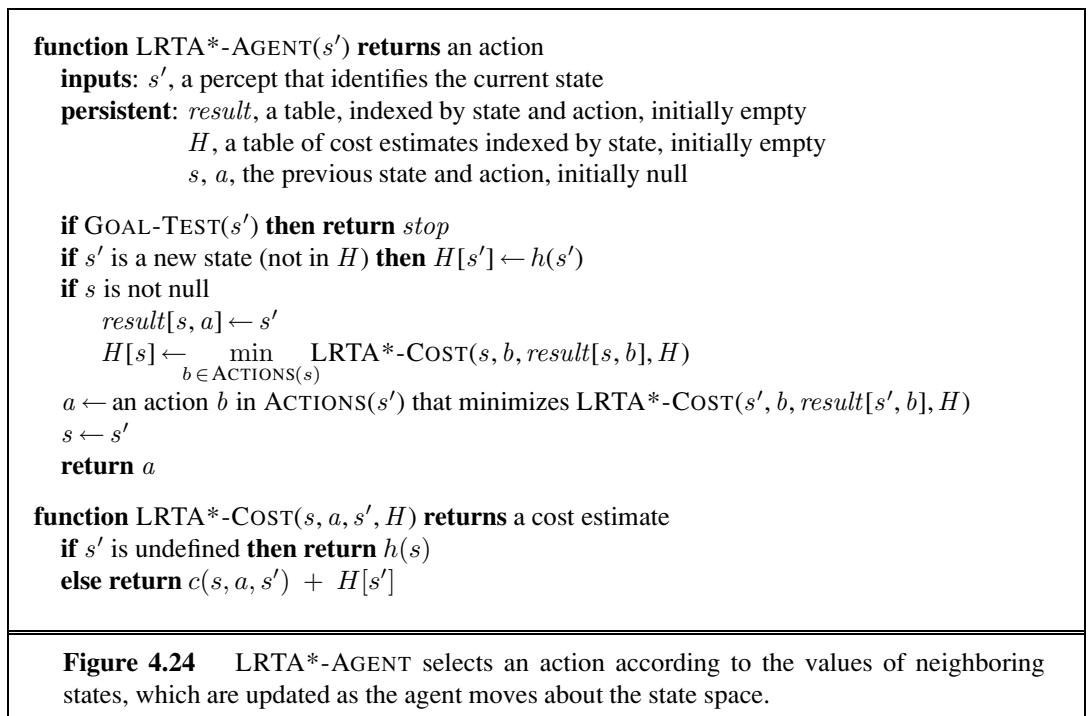 function LRTA*-AGENT(s′) returns an action
inputs: s′, a percept that identifies the current state
persistent: result, a table, indexed by state and action, initially empty
H, a table of cost estimates indexed by state, initially empty
s, a, the previous state and action, initially null
if GOAL-TEST(s′) then return stop
if s′ is a new state (not in H) then H[s′] ← h(s′)
if s is not null
result[s, a] ← s′
H[s] ← min LRTA*-COST(s, b, result[s, b], H)
b ∈ ACTIONS(s)
a ← an action b in ACTIONS(s′) that minimizes LRTA*-COST(s′, b, result[s′, b], H)
s ← s′
return a
function LRTA*-COST(s, a, s′, H) returns a cost estimate
if s′ is undefined then return h(s)
else return c(s, a, s′) + H[s′]
Figure 4.24 LRTA*-AGENT selects an action according to the values of neighboring
states, which are updated as the agent moves about the state space.